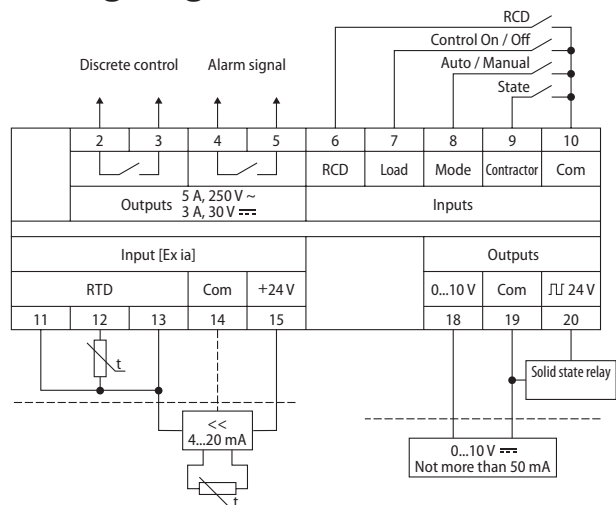 RCD
Control On / Off
Discrete control Alarm signal Auto / Manual
State
2 3 4 5 6 7 8 9 10
RCD Load Mode Contractor Com
Outputs 5 A, 250 V ~
3 A, 30 V ⎓
Inputs
Input [Ex ia] Outputs
RTD Com +24 V 0...10 V Com ⎍ 24 V
11 12 13 14 15 18 19 20
t
Solid state relay
<<
4...20 mA
0...10 V ⎓
Not more than 50 mA
t